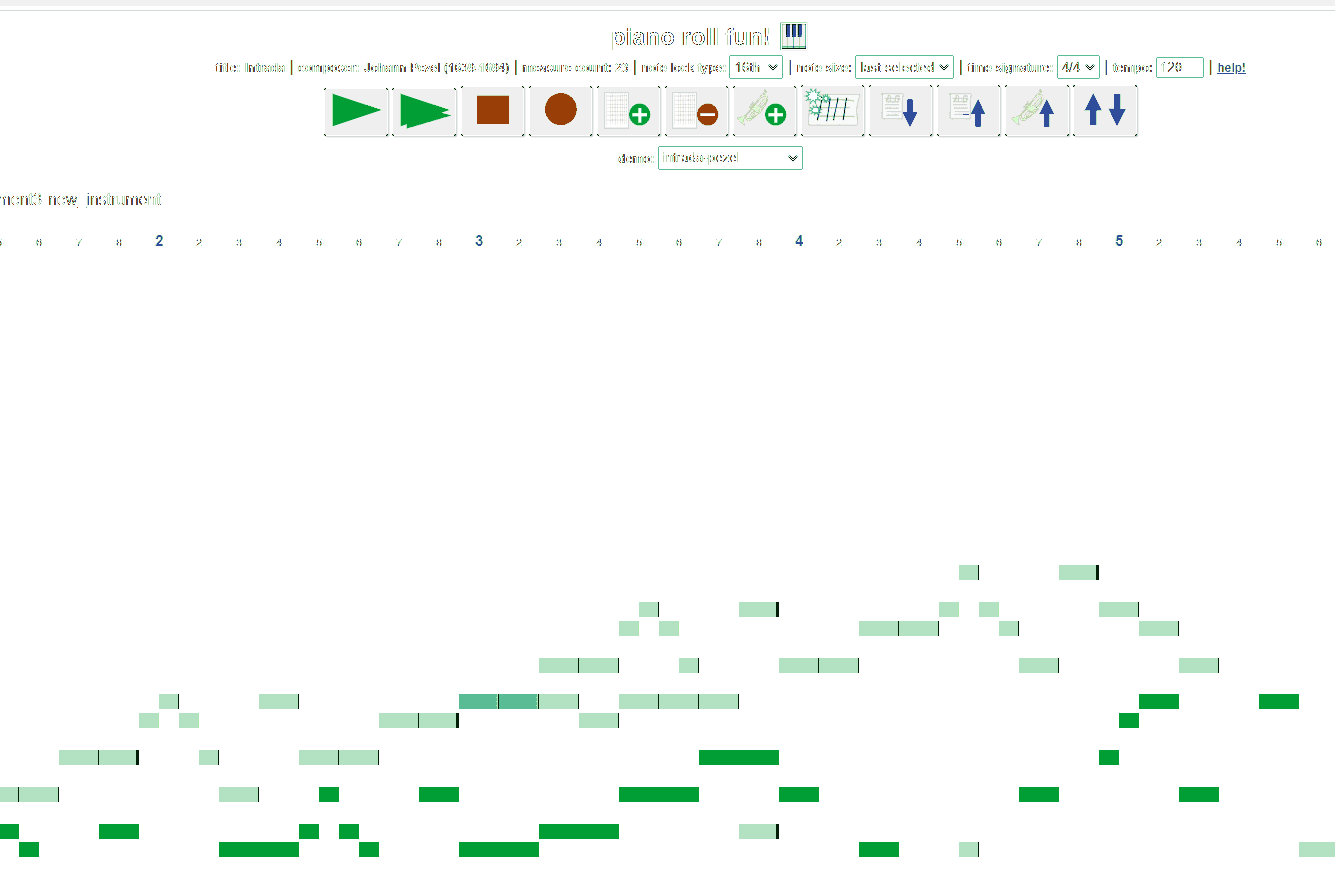 piano roll fun!
title: Intrada | composer: Johann Pezel (1639-1694) | measure count: 23 | note lock type: 16th | note size: last selected | time signature: 4/4 | tempo: 120 | help!
demo: intrada-pezel
ment3 new_instrument
6 7 8 2 2 3 4 5 6 7 8 3 2 3 4 5 6 7 8 4 2 3 4 5 6 7 8 5 2 3 4 5 6